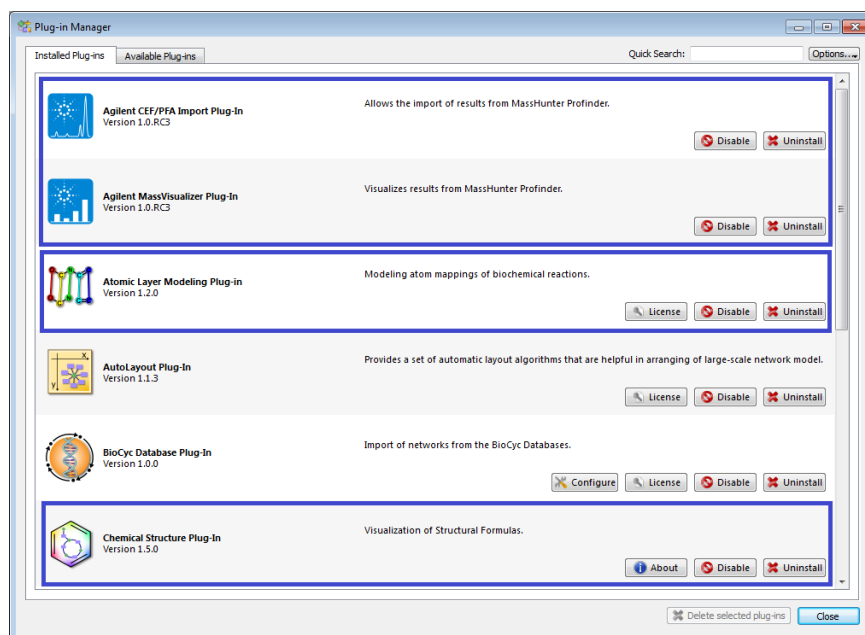 Plug-in Manager
Installed Plug-ins
Available Plug-ins
Quick Search:
Options...
Agilent CEF/PFA Import Plug-In
Version 1.0.RC3
Allows the import of results from MassHunter Profinder.
Disable
Uninstall
Agilent MassVisualizer Plug-In
Version 1.0.RC3
Visualizes results from MassHunter Profinder.
Disable
Uninstall
Atomic Layer Modeling Plug-in
Version 1.2.0
Modeling atom mappings of biochemical reactions.
License
Disable
Uninstall
x
y
AutoLayout Plug-In
Version 1.1.3
Provides a set of automatic layout algorithms that are helpful in arranging of large-scale network model.
License
Disable
Uninstall
BioCyc Database Plug-In
Version 1.0.0
Import of networks from the BioCyc Databases.
Configure
License
Disable
Uninstall
Chemical Structure Plug-In
Version 1.5.0
Visualization of Structural Formulas.
About
Disable
Uninstall
Delete selected plug-ins
Close